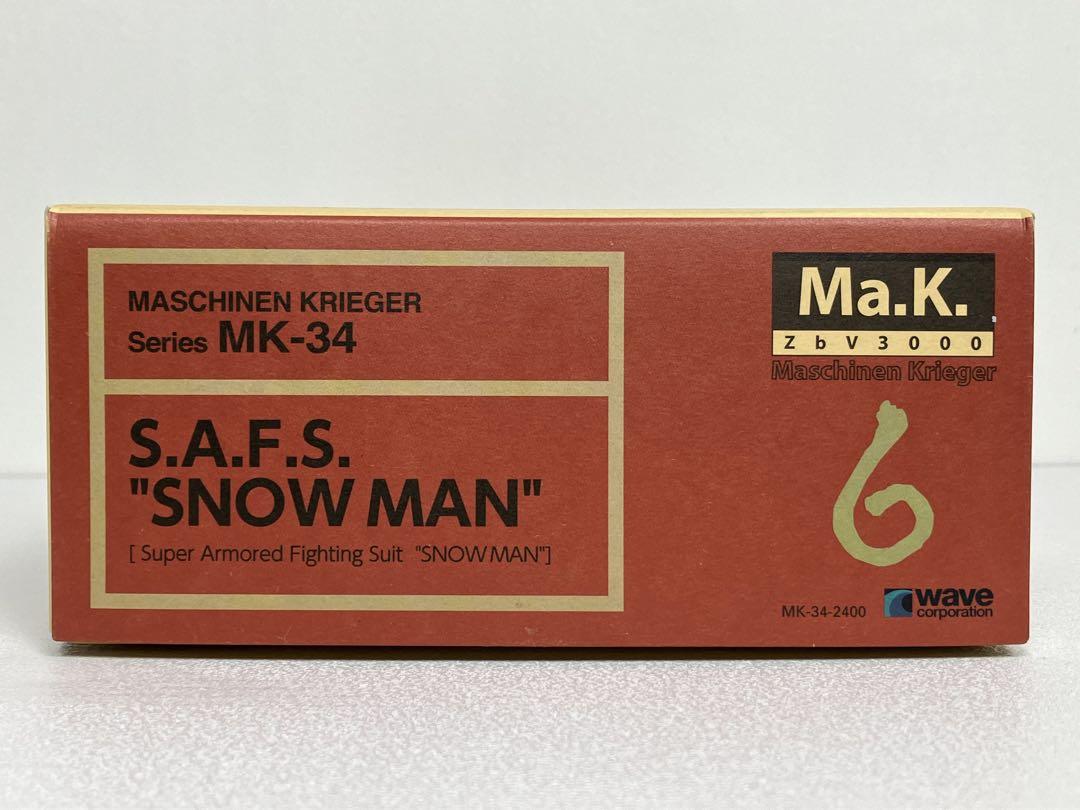 MASCHINEN KRIEGER
Series MK-34
S.A.F.S.
"SNOW MAN"
[ Super Armored Fighting Suit "SNOW MAN"]
Ma.K.
ZbV3000
Maschinen Krieger
6
MK-34-2400
wave
corporation